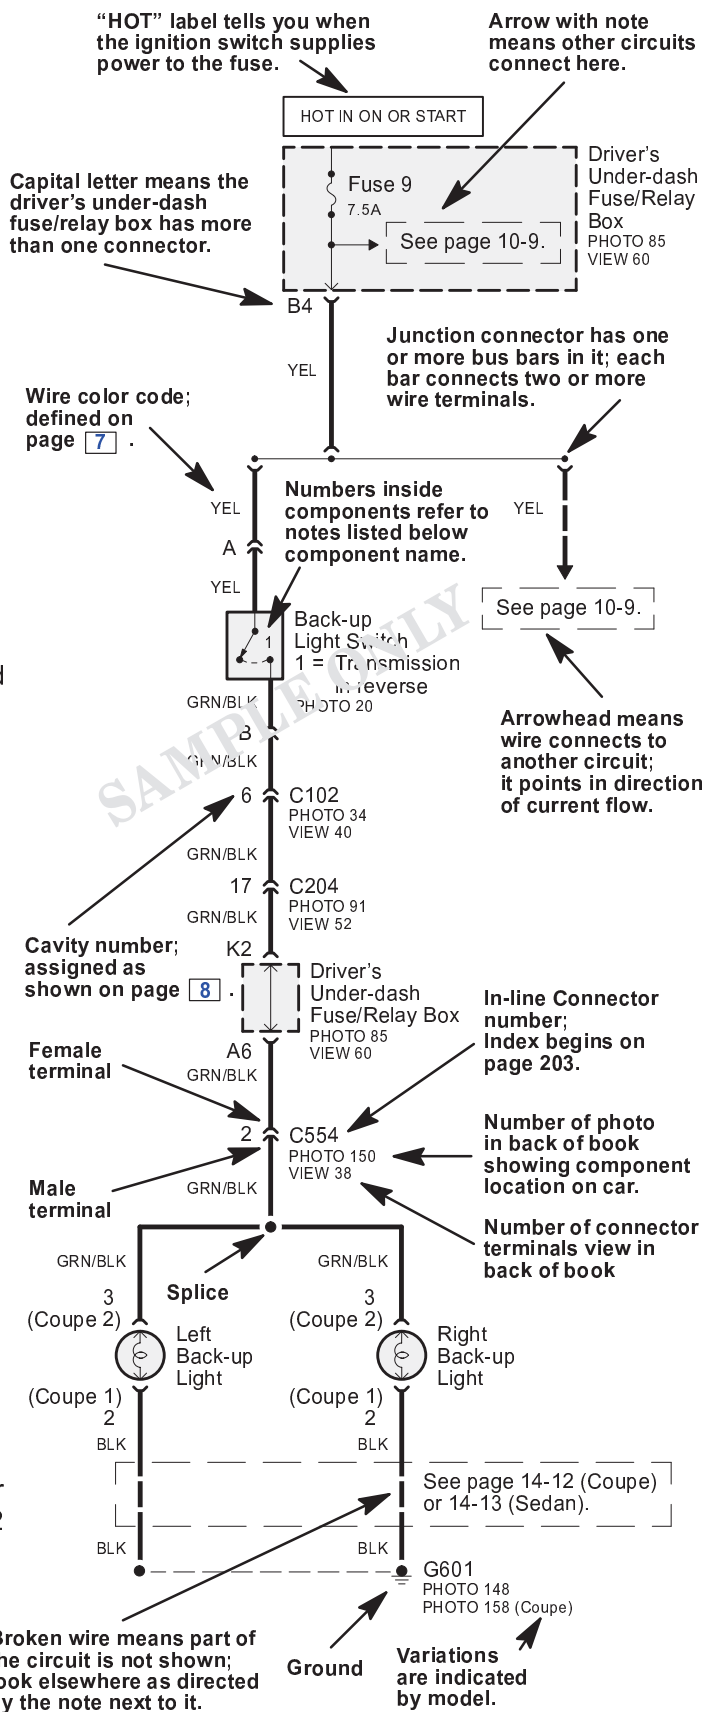 “HOT” label tells you when
the ignition switch supplies
power to the fuse.
Arrow with note
means other circuits
connect here.
HOT IN ON OR START
Capital letter means the
driver’s under-dash
fuse/relay box has more
than one connector.
Fuse 9
7.5A
See page 10-9.
Driver’s
Under-dash
Fuse/Relay
Box
PHOTO 85
VIEW 60
B4
YEL
Junction connector has one
or more bus bars in it; each
bar connects two or more
wire terminals.
Wire color code;
defined on
page 7 .
YEL
Numbers inside
components refer to
notes listed below
component name.
YEL
A
YEL
See page 10-9.
1
Back-up
Light Switch
1 = Transmission
in reverse
PHOTO 20
SAMPLE ONLY
d
GRN/BLK
B
GRN/BLK
Arrowhead means
wire connects to
another circuit;
it points in direction
of current flow.
6
C102
PHOTO 34
VIEW 40
GRN/BLK
17
C204
PHOTO 91
VIEW 52
GRN/BLK
Cavity number;
assigned as
shown on page 8 .
K2
Driver’s
Under-dash
Fuse/Relay Box
PHOTO 85
VIEW 60
In-line Connector
number;
Index begins on
page 203.
A6
GRN/BLK
Female
terminal
2
C554
PHOTO 150
VIEW 38
Number of photo
in back of book
showing component
location on car.
Male
terminal
GRN/BLK
Number of connector
terminals view in
back of book
GRN/BLK
Splice
GRN/BLK
3
(Coupe 2)
Left
Back-up
Light
(Coupe 1)
2
3
(Coupe 2)
Right
Back-up
Light
(Coupe 1)
2
BLK
BLK
See page 14-12 (Coupe)
or 14-13 (Sedan).
r
2
BLK
BLK
G601
PHOTO 148
PHOTO 158 (Coupe)
Broken wire means part of
he circuit is not shown;
ook elsewhere as directed
y the note next to it.
Ground
Variations
are indicated
by model.